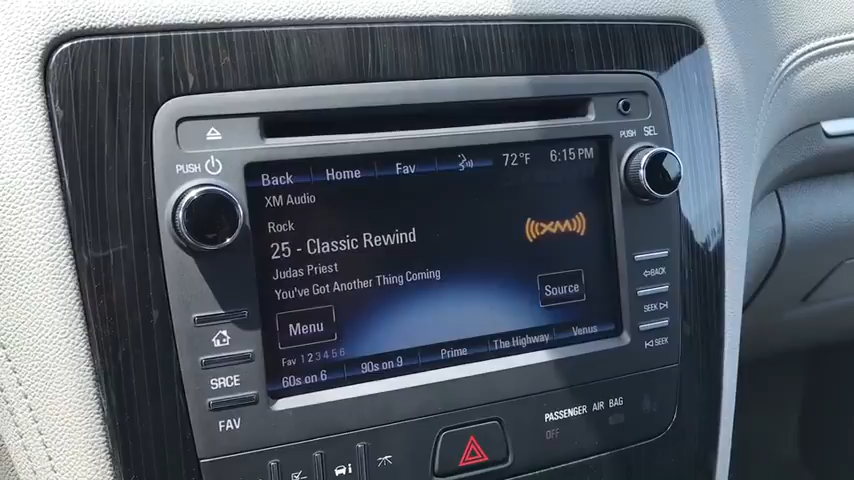 PUSH
PUSH SEL
Back Home Fav 72°F 6:15 PM
XM Audio
Rock
25 - Classic Rewind
((XM))
Judas Priest
You've Got Another Thing Coming
Source
Menu
Fav 1 2 3 4 5 6
60s on 6 90s on 9 Prime The Highway Venus
BACK
SEEK
SEEK
SRCE
FAV
PASSENGER AIR BAG
OFF